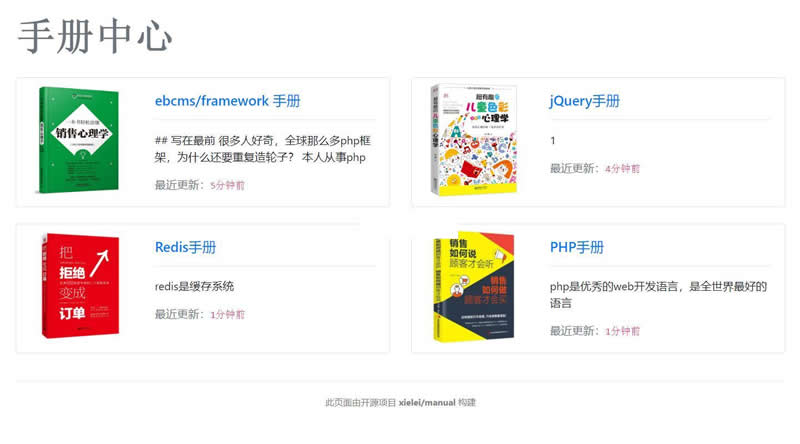 手册中心
一本书轻松读懂
销售心理学
ebcms/framework 手册
## 写在最前 很多人好奇，全球那么多php框
架，为什么还要重复造轮子？ 本人从事php
最近更新：5分钟前
超有趣的
儿童色彩
心理学
jQuery手册
1
最近更新：4分钟前
把
拒绝
变成
订单
Redis手册
redis是缓存系统
最近更新：1分钟前
销售
如何说
顾客才会听
销售
如何做
顾客才会买
PHP手册
php是优秀的web开发语言，是全世界最好的
语言
最近更新：1分钟前
此页面由开源项目 xielei/manual 构建